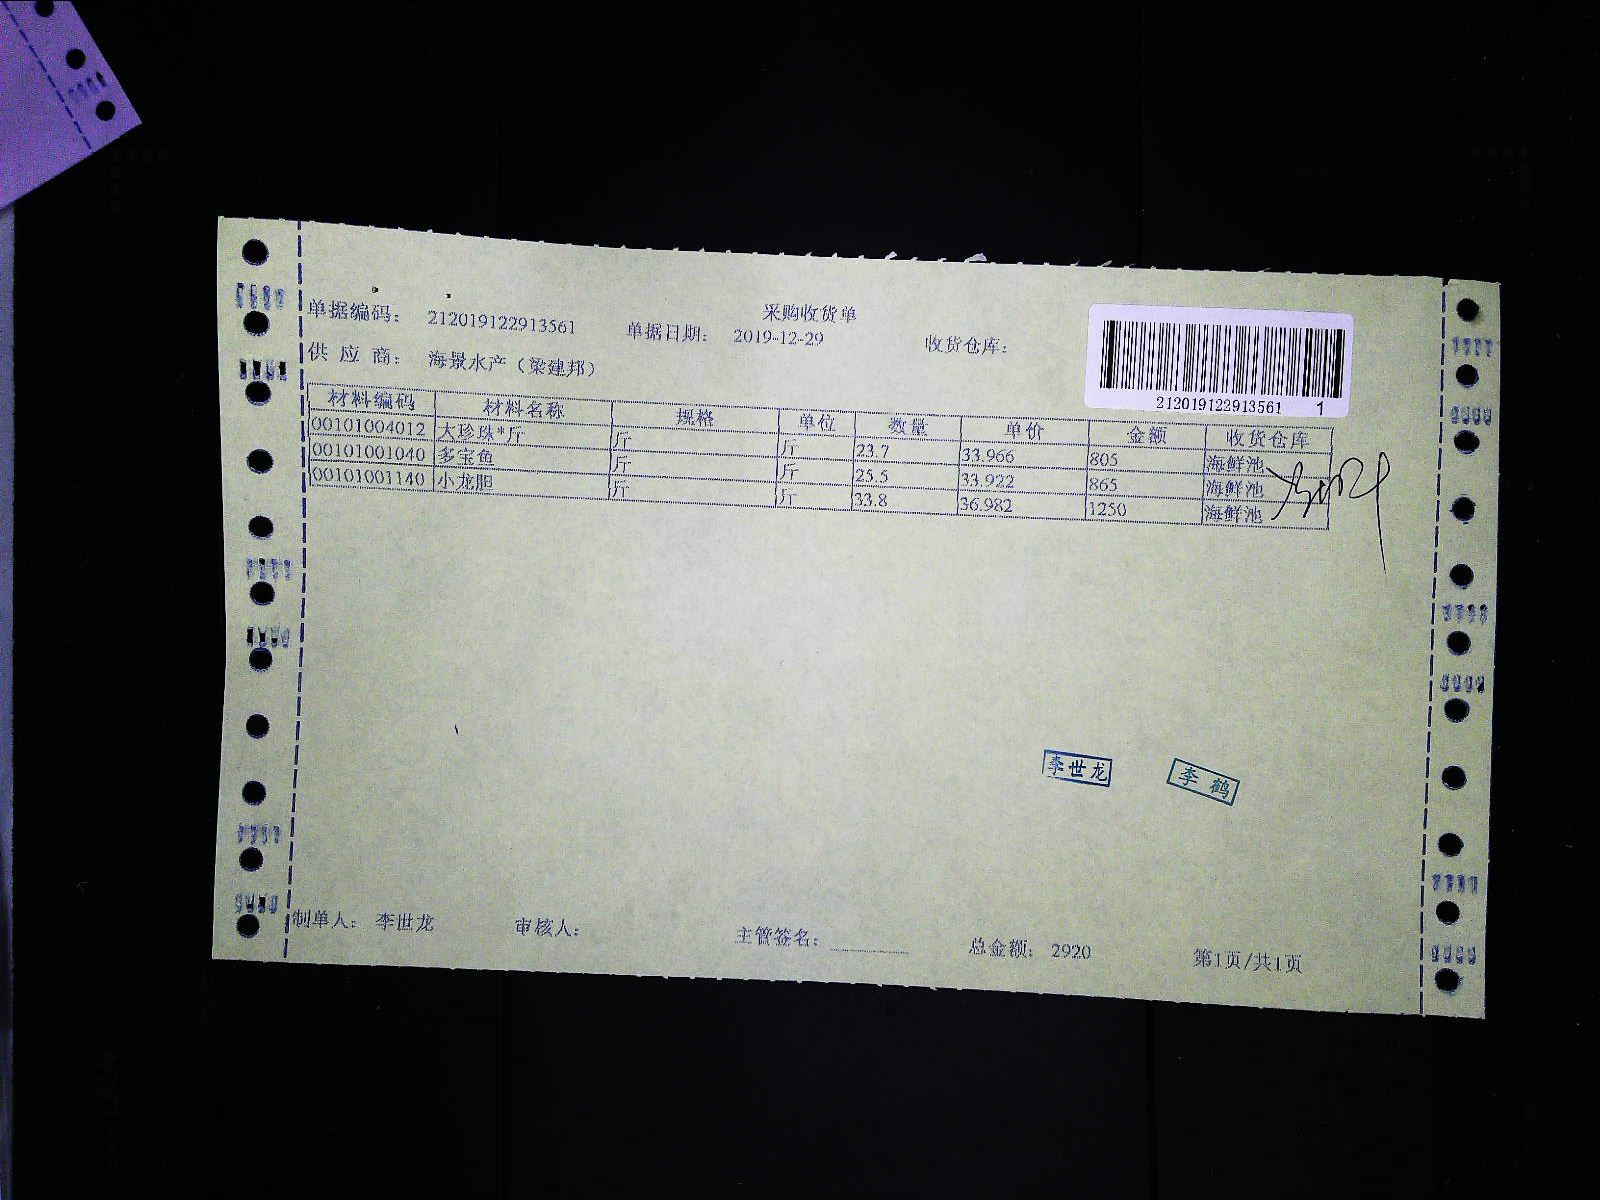 采购收货单
单据编码： 212019122913561 单据日期： 2019-12-29 收货仓库：
供 应 商： 海景水产（梁建邦）
212019122913561 1
材料编码 材料名称 规格 单位 数量 单价 金额 收货仓库
00101004012 大珍珠*斤 斤 斤 23.7 33.966 805 海鲜池
00101001040 多宝鱼 斤 斤 25.5 33.922 865 海鲜池
00101001140 小龙胆 斤 斤 33.8 36.982 1250 海鲜池
李世龙 李 鹤
制单人： 李世龙 审核人： 主管签名： 总金额： 2920 第1页/共1页